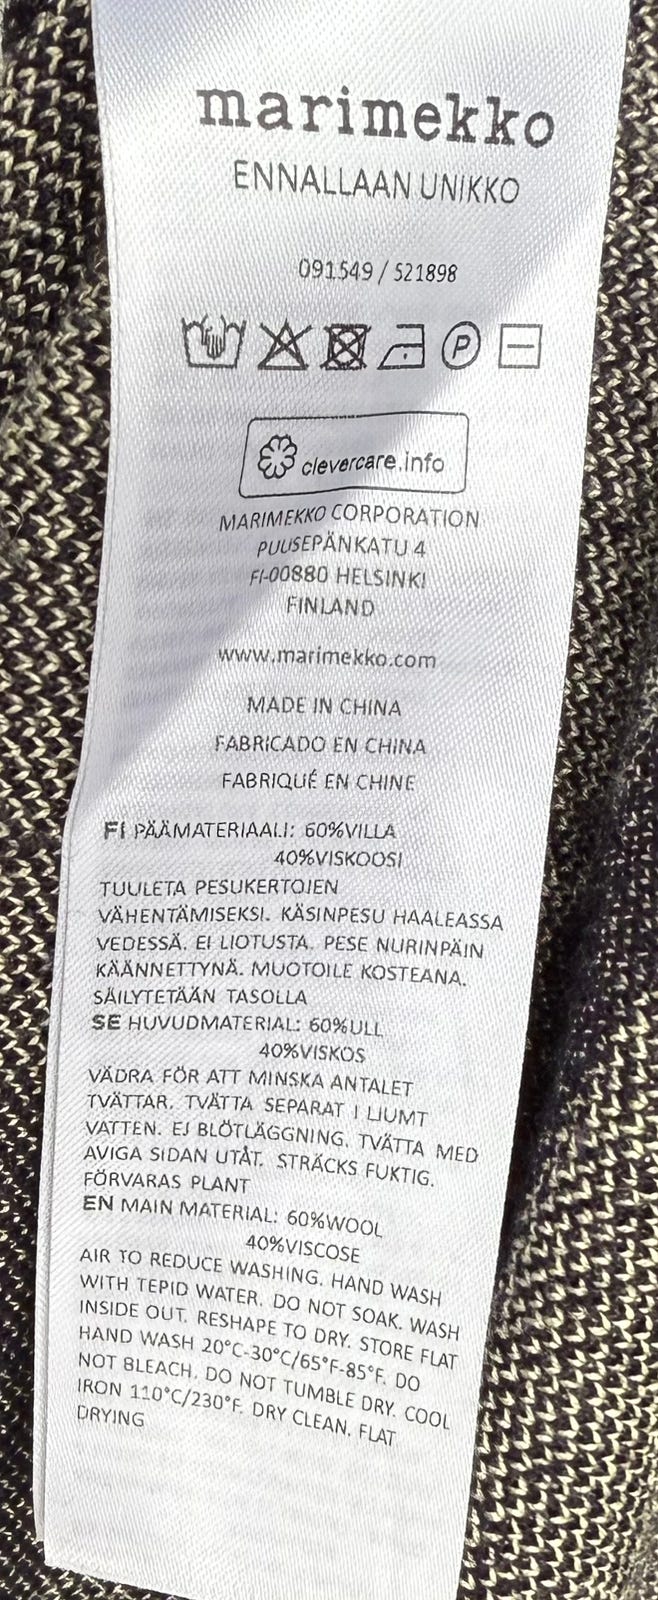 marimekko
ENNALLAAN UNIKKO
091549 / 521898
P
clevercare.info
MARIMEKKO CORPORATION
PUUSEPÄNKATU 4
FI-00880 HELSINKI
FINLAND
www.marimekko.com
MADE IN CHINA
FABRICADO EN CHINA
FABRIQUÉ EN CHINE
FI PÄÄMATERIAALI: 60%VILLA
40%VISKOOSI
TUULETA PESUKERTOJEN
VÄHENTÄMISEKSI. KÄSINPESU HAALEASSA
VEDESSÄ. EI LIOTUSTA. PESE NURINPÄIN
KÄÄNNETTYNÄ. MUOTOILE KOSTEANA.
SÄILYTETÄÄN TASOLLA
SE HUVUDMATERIAL: 60%ULL
40%VISKOS
VÄDRA FÖR ATT MINSKA ANTALET
TVÄTTAR. TVÄTTA SEPARAT I LJUMT
VATTEN. EJ BLÖTLÄGGNING. TVÄTTA MED
AVIGA SIDAN UTÅT. STRÄCKS FUKTIG.
FÖRVARAS PLANT
EN MAIN MATERIAL: 60%WOOL
40%VISCOSE
AIR TO REDUCE WASHING. HAND WASH
WITH TEPID WATER. DO NOT SOAK. WASH
INSIDE OUT. RESHAPE TO DRY. STORE FLAT
HAND WASH 20°C-30°C/65°F-85°F. DO
NOT BLEACH. DO NOT TUMBLE DRY. COOL
IRON 110°C/230°F. DRY CLEAN. FLAT
DRYING